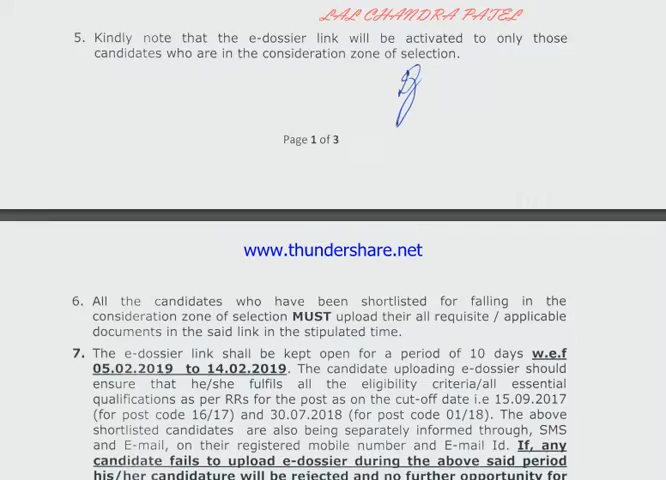 LAL CHANDRA PATEL
5. Kindly note that the e-dossier link will be activated to only those
candidates who are in the consideration zone of selection.
Page 1 of 3
www.thundershare.net
6. All the candidates who have been shortlisted for falling in the
consideration zone of selection MUST upload their all requisite / applicable
documents in the said link in the stipulated time.
7. The e-dossier link shall be kept open for a period of 10 days w.e.f
05.02.2019 to 14.02.2019. The candidate uploading e-dossier should
ensure that he/she fulfils all the eligibility criteria/all essential
qualifications as per RRs for the post as on the cut-off date i.e 15.09.2017
(for post code 16/17) and 30.07.2018 (for post code 01/18). The above
shortlisted candidates are also being separately informed through, SMS
and E-mail, on their registered mobile number and E-mail Id. If, any
candidate fails to upload e-dossier during the above said period
his/her candidature will be rejected and no further opportunity for